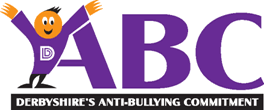 D
ABC
DERBYSHIRE'S ANTI-BULLYING COMMITMENT